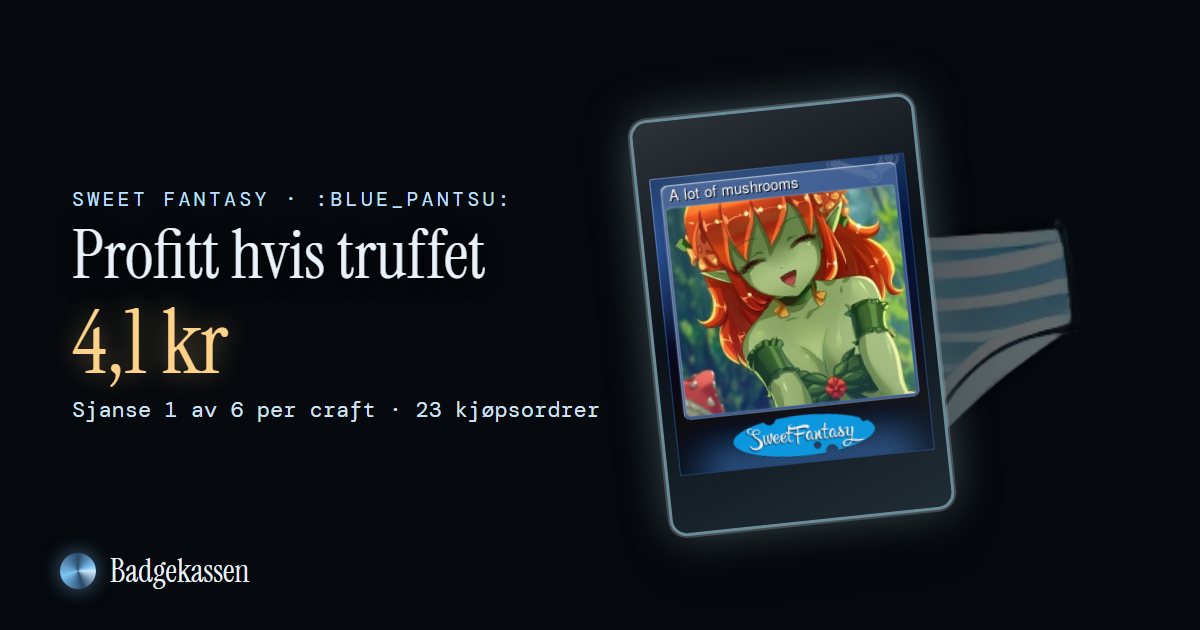 SWEET FANTASY · :BLUE_PANTSU:
Profitt hvis truffet
4,1 kr
Sjanse 1 av 6 per craft · 23 kjøpsordrer
A lot of mushrooms
SweetFantasy
Badgekassen